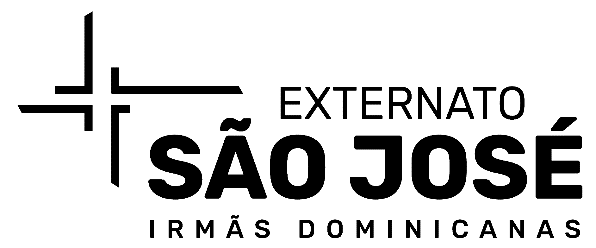 EXTERNATO
SÃO JOSÉ
IRMÃS DOMINICANAS